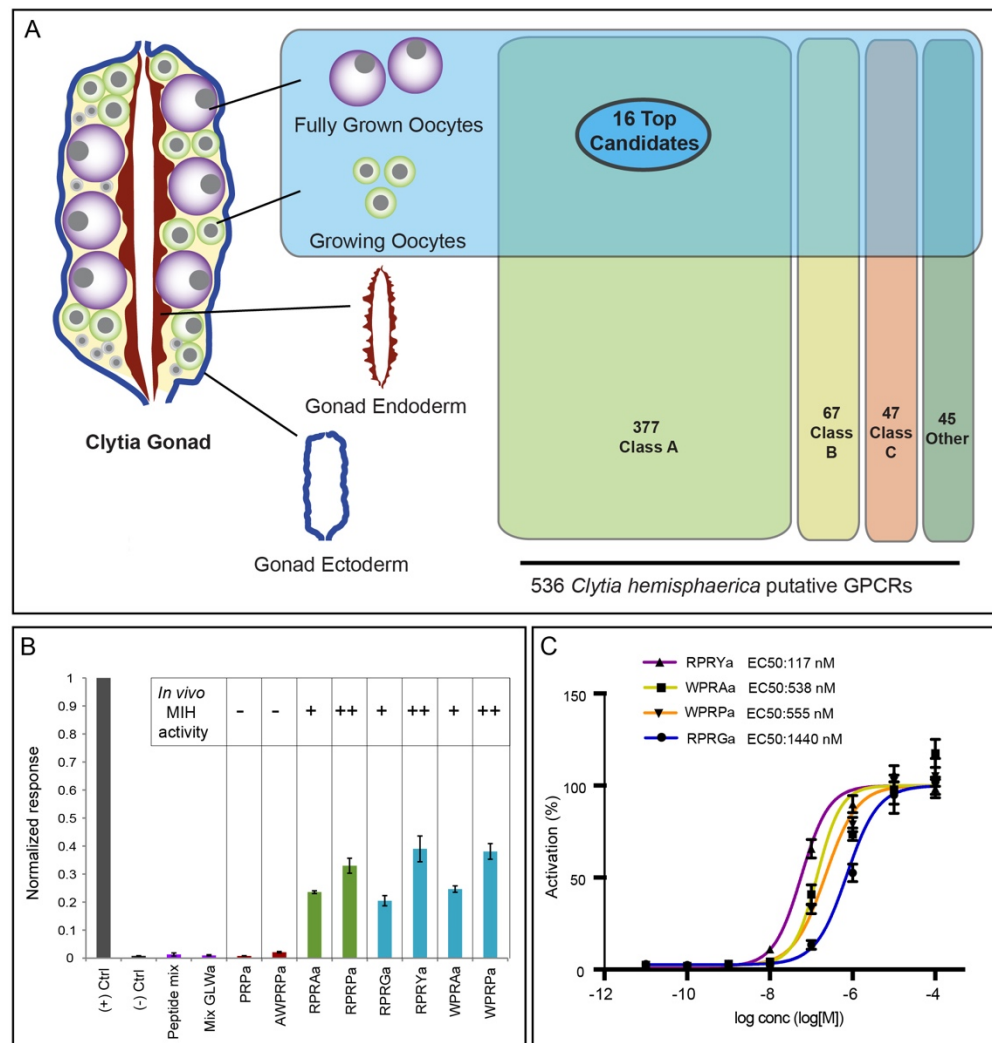 A
Fully Grown Oocytes
Growing Oocytes
Gonad Endoderm
Clytia Gonad
Gonad Ectoderm
16 Top
Candidates
377
Class A
67
Class
B
47
Class
C
45
Other
536 Clytia hemisphaerica putative GPCRs
B
In vivo
MIH
activity
- - + ++ + ++ + ++
Normalized response
1
0.9
0.8
0.7
0.6
0.5
0.4
0.3
0.2
0.1
0
(+) Ctrl
(-) Ctrl
Peptide mix
Mix GLWa
PRPa
AWPRPa
RPRAa
RPRPa
RPRGa
RPRYa
WPRAa
WPRPa
C
RPRYa EC50:117 nM
WPRAa EC50:538 nM
WPRPa EC50:555 nM
RPRGa EC50:1440 nM
Activation (%)
150
100
50
0
-12 -10 -8 -6 -4
log conc (log[M])